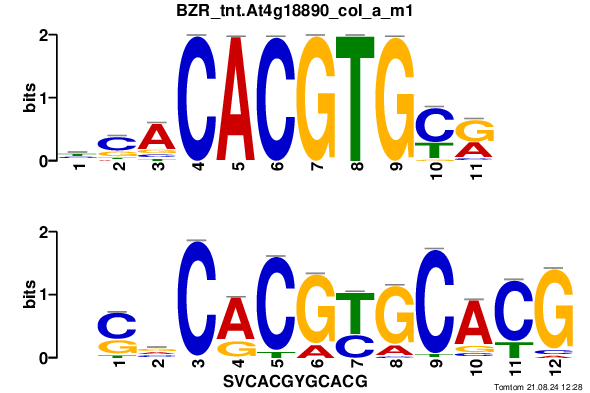 BZR_tnt.At4g18890_col_a_m1
2
bits
1
0
CACGTG
1 2 3 4 5 6 7 8 9 10 11
2
bits
1
0
1 2 3 4 5 6 7 8 9 10 11 12
SVCACGYGCACG
Tomtom 21.08.24 12:28